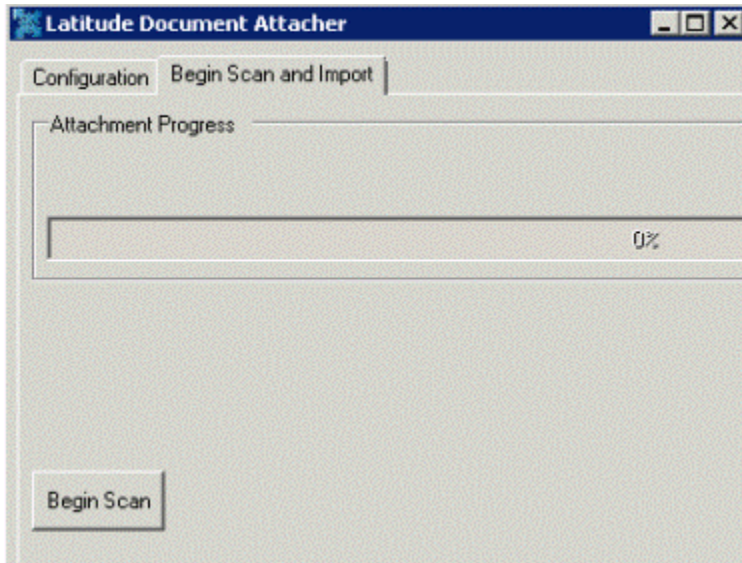 Latitude Document Attacher
Configuration Begin Scan and Import
Attachment Progress
0%
Begin Scan